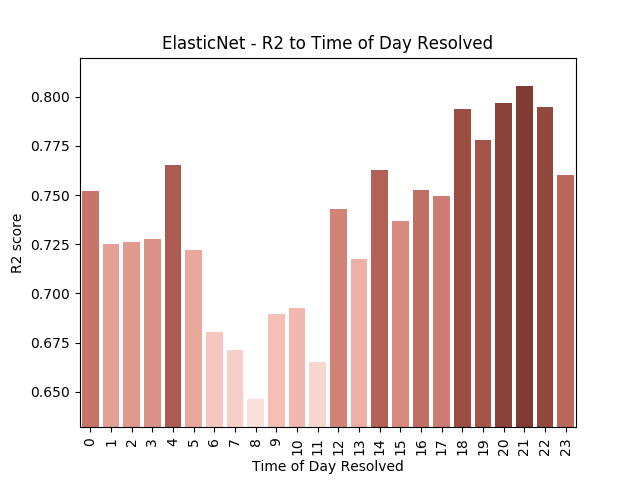 ElasticNet - R2 to Time of Day Resolved
0.800
0.775
0.750
0.725
0.700
0.675
0.650
R2 score
0 1 2 3 4 5 6 7 8 9 10 11 12 13 14 15 16 17 18 19 20 21 22 23
Time of Day Resolved